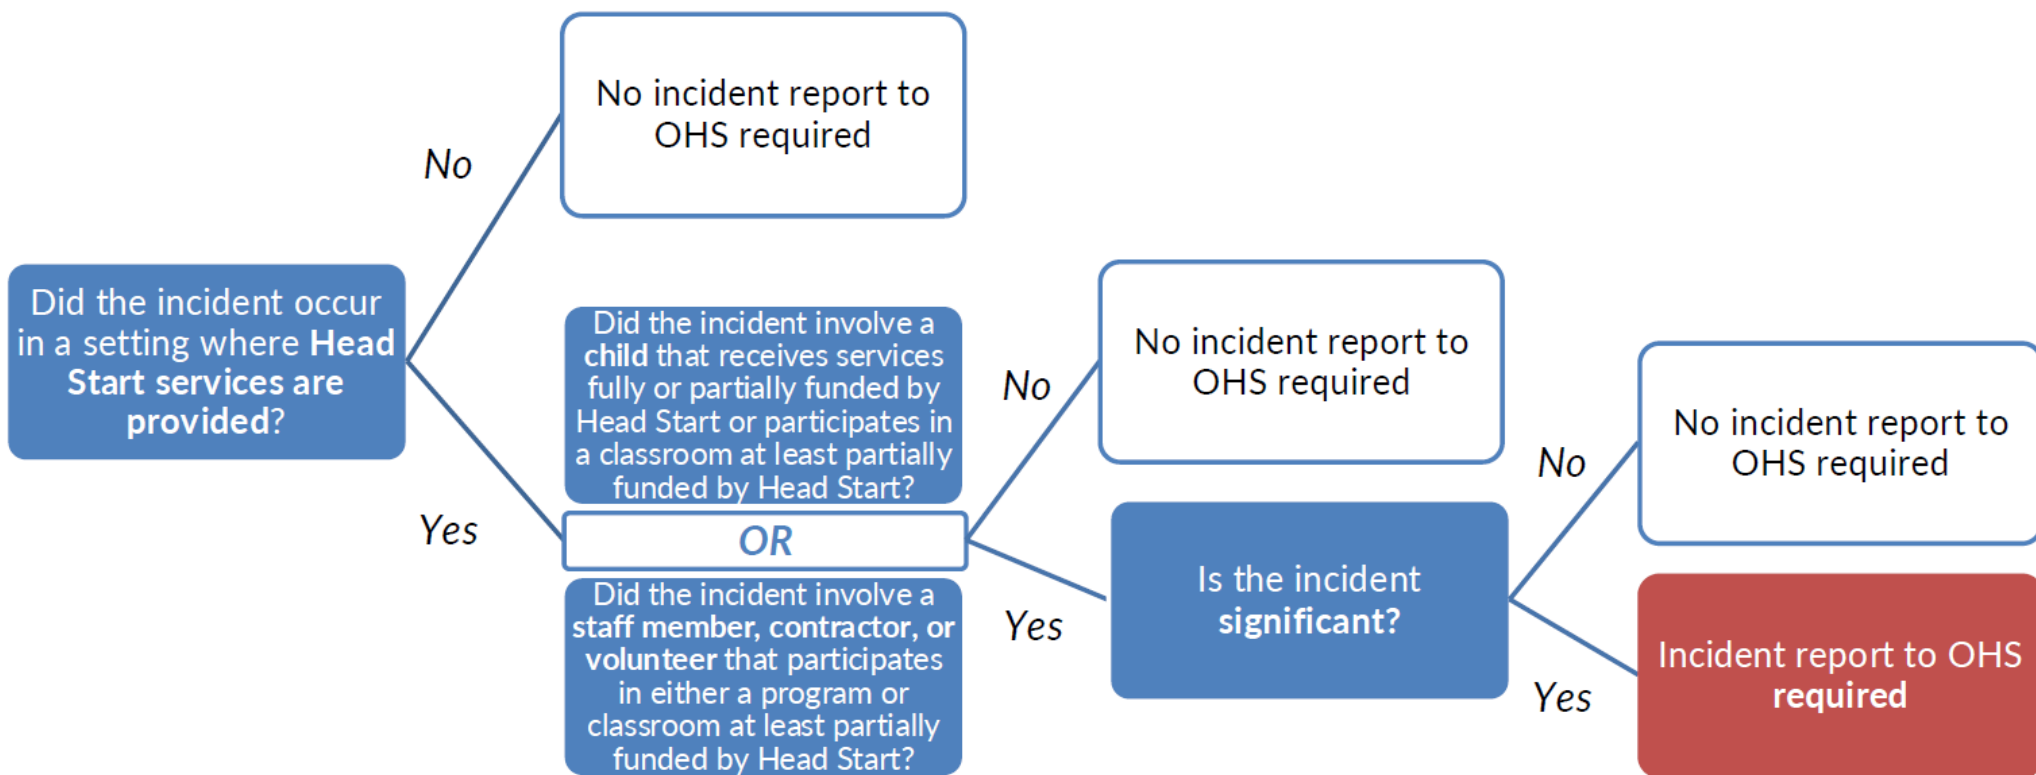 No incident report to
OHS required
No
Did the incident occur
in a setting where Head
Start services are
provided?
Yes
Did the incident involve a
child that receives services
fully or partially funded by
Head Start or participates in
a classroom at least partially
funded by Head Start?
OR
Did the incident involve a
staff member, contractor, or
volunteer that participates
in either a program or
classroom at least partially
funded by Head Start?
No
No incident report to
OHS required
Yes
Is the incident
significant?
No
No incident report to
OHS required
Yes
Incident report to OHS
required